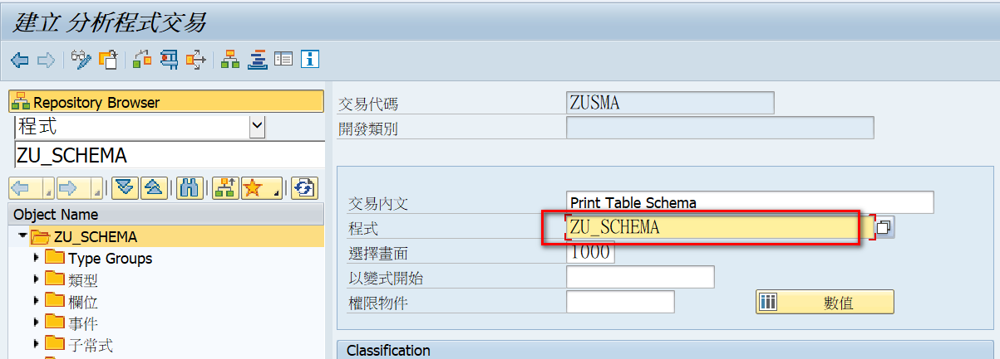 建立 分析程式交易
Repository Browser
程式
ZU_SCHEMA
Object Name
ZU_SCHEMA
Type Groups
類型
欄位
事件
子常式
交易代碼 ZUSMA
開發類別
交易內文 Print Table Schema
程式 ZU_SCHEMA
選擇畫面 1000
以變式開始
權限物件 數值
Classification